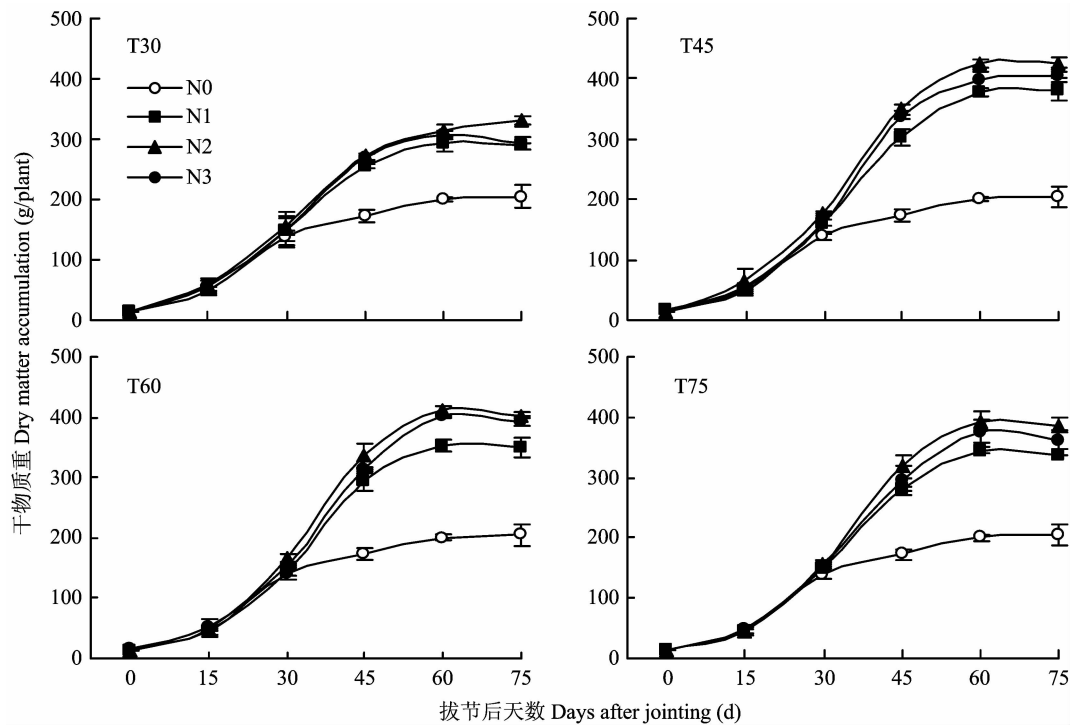 干物质重 Dry matter accumulation (g/plant)
500
400
300
200
100
0
T30
N0
N1
N2
N3
500
400
300
200
100
0
T45
500
400
300
200
100
0
T60
0 15 30 45 60 75
500
400
300
200
100
0
T75
0 15 30 45 60 75
拔节后天数 Days after jointing (d)